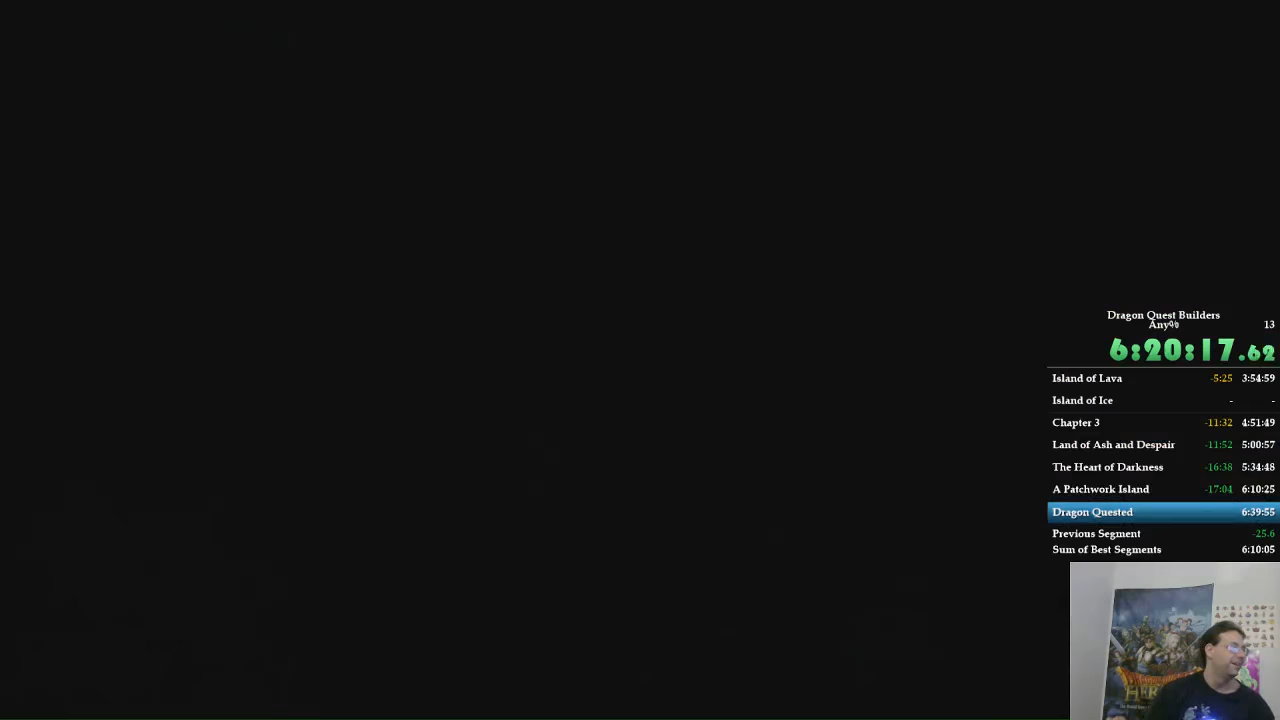 Dragon Quest Builders
Any% 13
6:20:17.62
Island of Lava -5:25 3:54:59
Island of Ice - -
Chapter 3 -11:32 4:51:49
Land of Ash and Despair -11:52 5:00:57
The Heart of Darkness -16:38 5:34:48
A Patchwork Island -17:04 6:10:25
Dragon Quested 6:39:55
Previous Segment -25.6
Sum of Best Segments 6:10:05